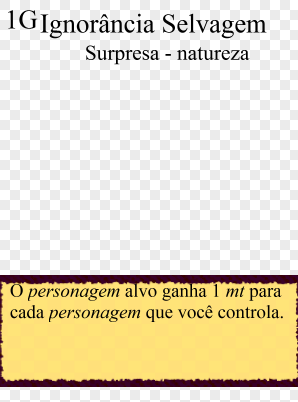 1G Ignorância Selvagem
Surpresa - natureza
O personagem alvo ganha 1 mt para
cada personagem que você controla.